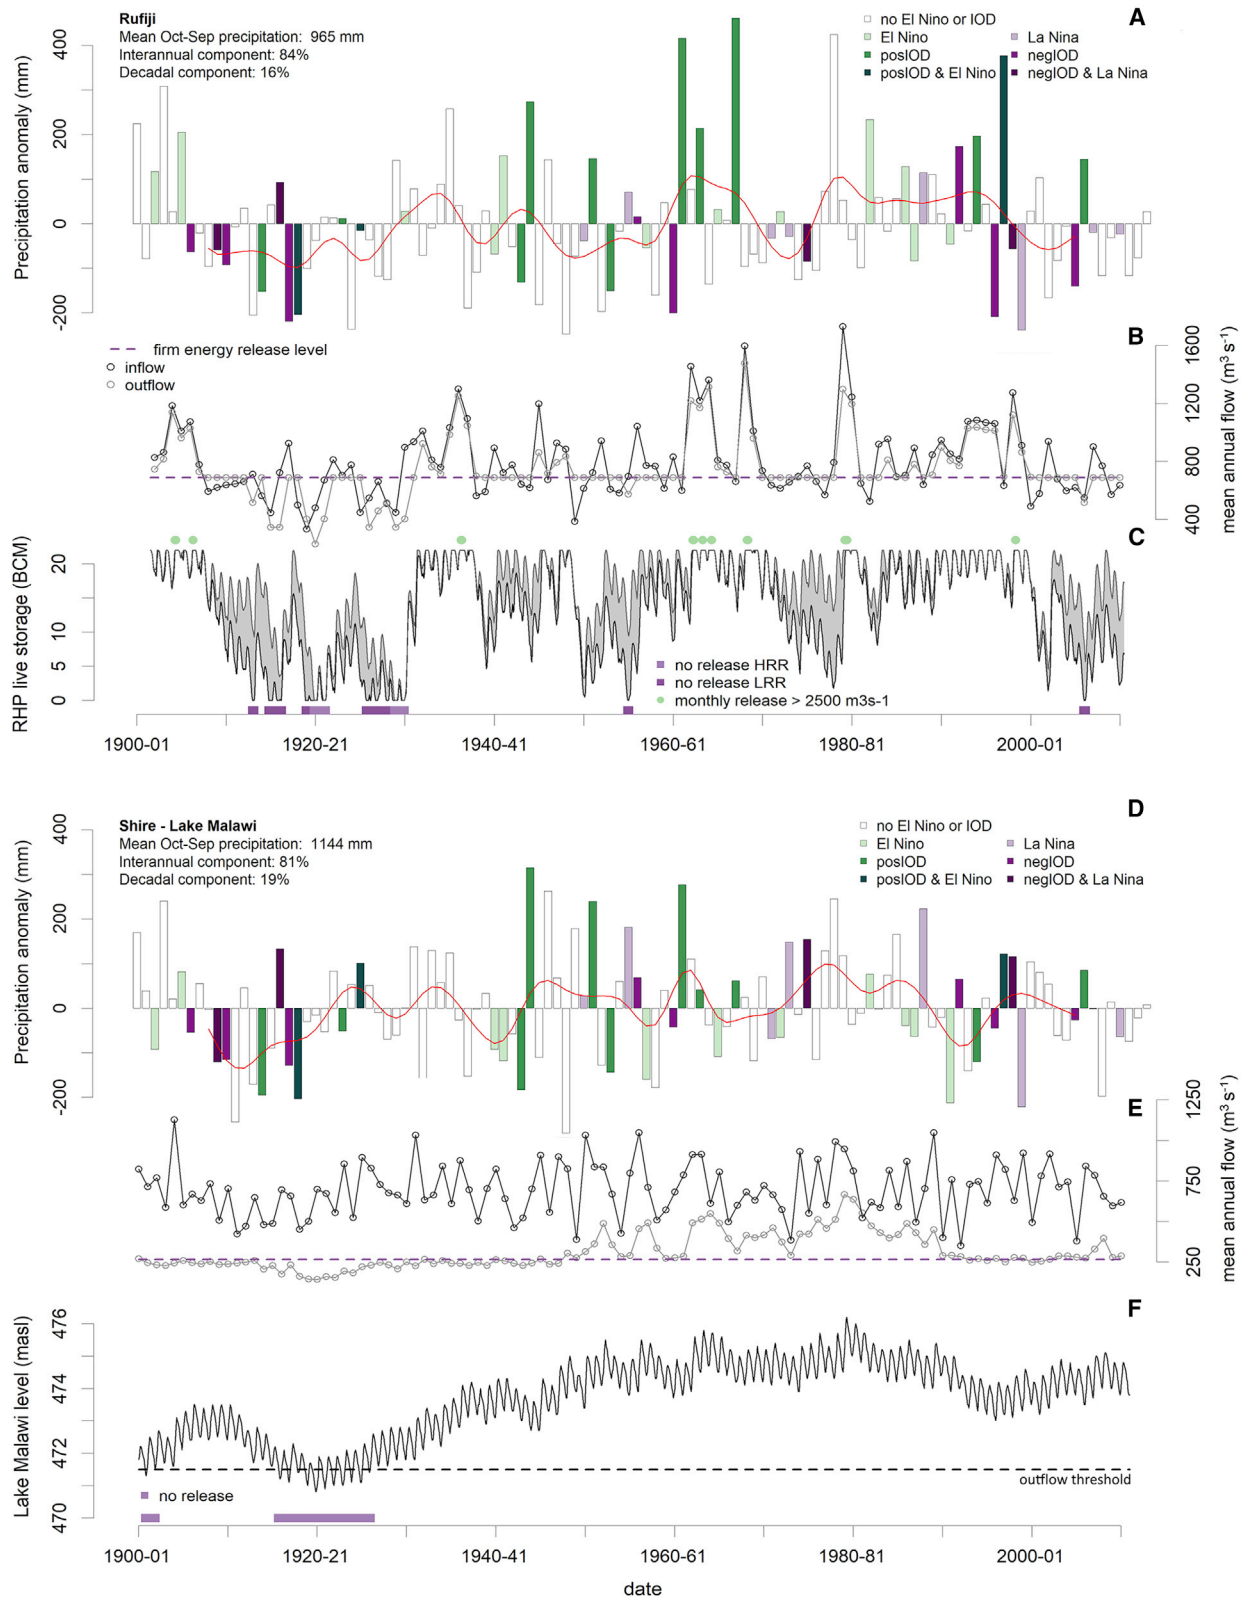 A
Rufiji
Mean Oct-Sep precipitation: 965 mm
Interannual component: 84%
Decadal component: 16%
no El Nino or IOD
El Nino
La Nina
posIOD
negIOD
posIOD & El Nino
negIOD & La Nina
Precipitation anomaly (mm)
400
200
0
-200
B
firm energy release level
inflow
outflow
mean annual flow (m³ s⁻¹)
1600
1200
800
400
C
RHP live storage (BCM)
20
10
5
0
no release HRR
no release LRR
monthly release > 2500 m3s-1
1900-01
1920-21
1940-41
1960-61
1980-81
2000-01
D
Shire - Lake Malawi
Mean Oct-Sep precipitation: 1144 mm
Interannual component: 81%
Decadal component: 19%
no El Nino or IOD
El Nino
La Nina
posIOD
negIOD
posIOD & El Nino
negIOD & La Nina
Precipitation anomaly (mm)
400
200
0
-200
E
mean annual flow (m³ s⁻¹)
1250
750
250
F
Lake Malawi level (masl)
476
474
472
470
outflow threshold
no release
1900-01
1920-21
1940-41
1960-61
1980-81
2000-01
date